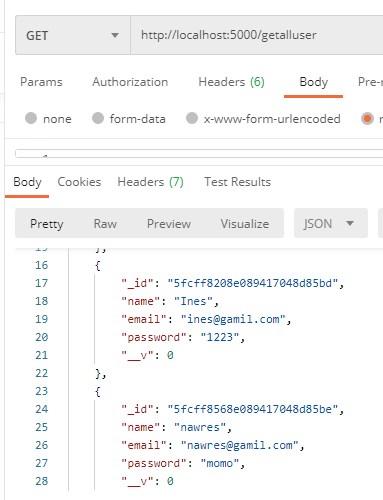 GET http://localhost:5000/getalluser
Params Authorization Headers (6) Body Pre-r
none form-data x-www-form-urlencoded
Body Cookies Headers (7) Test Results
Pretty Raw Preview Visualize JSON
15 },
16 {
17 "_id": "5fcff8208e089417048d85bd",
18 "name": "Ines",
19 "email": "ines@gamil.com",
20 "password": "1223",
21 "__v": 0
22 },
23 {
24 "_id": "5fcff8568e089417048d85be",
25 "name": "nawres",
26 "email": "nawres@gamil.com",
27 "password": "momo",
28 "__v": 0